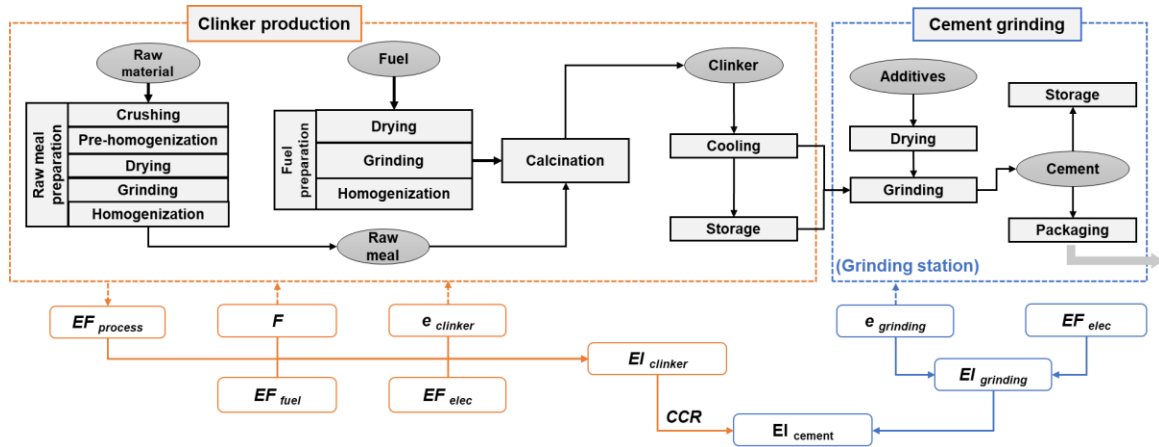 Clinker production
Cement grinding
Raw
material
Raw meal
preparation
Crushing
Pre-homogenization
Drying
Grinding
Homogenization
Fuel
Fuel
preparation
Drying
Grinding
Homogenization
Raw
meal
Calcination
Clinker
Cooling
Storage
Additives
Drying
Grinding
Storage
Cement
Packaging
(Grinding station)
EF process
F
e clinker
EF fuel
EF elec
EI clinker
CCR
e grinding
EF elec
EI grinding
EI cement